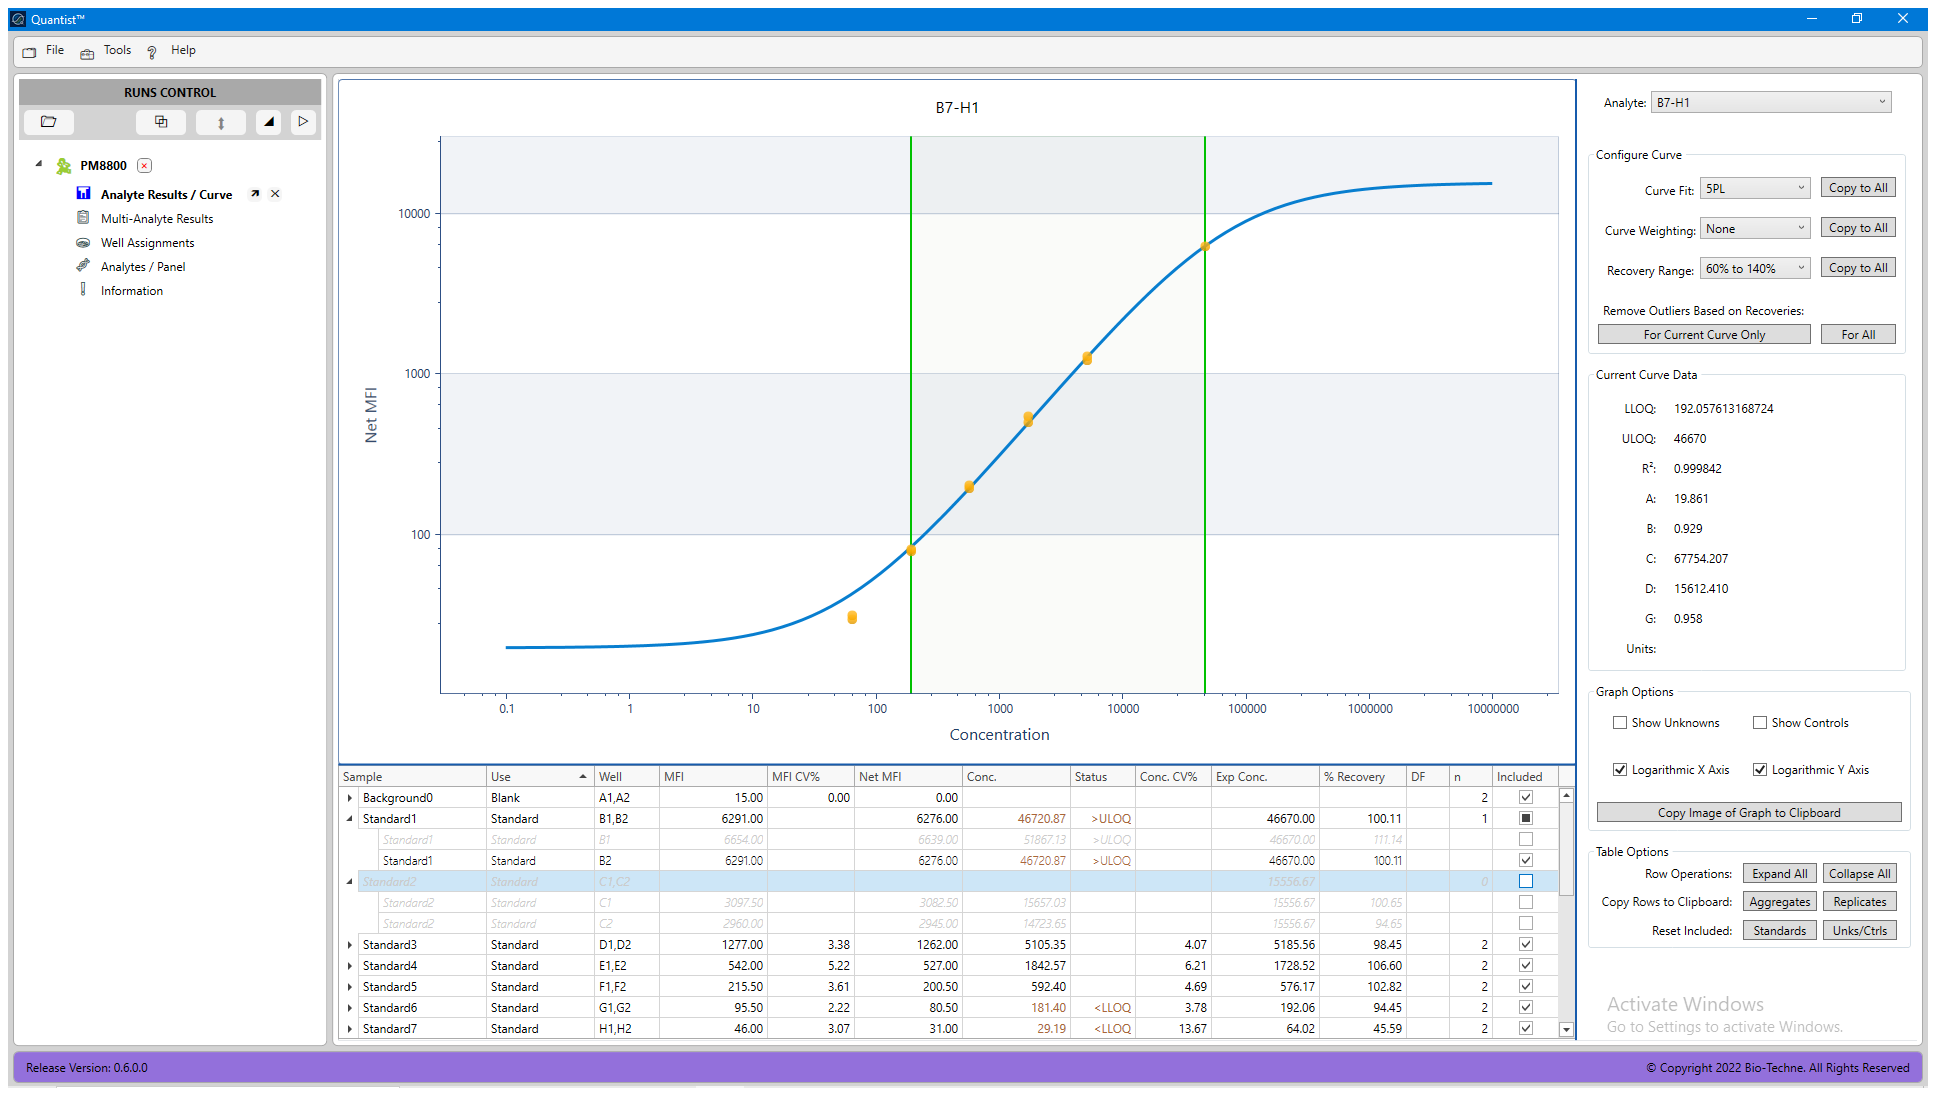 Quantist™
File Tools Help
RUNS CONTROL
PM8800
Analyte Results / Curve
Multi-Analyte Results
Well Assignments
Analytes / Panel
Information
B7-H1
10000
1000
100
Net MFI
0.1 1 10 100 1000 10000 100000 1000000 10000000
Concentration
Analyte: B7-H1
Configure Curve
Curve Fit: 5PL Copy to All
Curve Weighting: None Copy to All
Recovery Range: 60% to 140% Copy to All
Remove Outliers Based on Recoveries:
For Current Curve Only For All
Current Curve Data
LLOQ: 192.057613168724
ULOQ: 46670
R²: 0.999842
A: 19.861
B: 0.929
C: 67754.207
D: 15612.410
G: 0.958
Units:
Graph Options
Show Unknowns Show Controls
Logarithmic X Axis Logarithmic Y Axis
Copy Image of Graph to Clipboard
Table Options
Row Operations: Expand All Collapse All
Copy Rows to Clipboard: Aggregates Replicates
Reset Included: Standards Unks/Ctrls
Sample Use Well MFI MFI CV% Net MFI Conc. Status Conc. CV% Exp Conc. % Recovery DF n Included
Background0 Blank A1,A2 15.00 0.00 0.00 2
Standard1 Standard B1,B2 6291.00 6276.00 46720.87 >ULOQ 46670.00 100.11 1
Standard1 Standard B1 6654.00 6639.00 51867.13 >ULOQ 46670.00 111.14
Standard1 Standard B2 6291.00 6276.00 46720.87 >ULOQ 46670.00 100.11
Standard2 Standard C1,C2 15556.67 0
Standard2 Standard C1 3097.50 3082.50 15657.03 15556.67 100.65
Standard2 Standard C2 2960.00 2945.00 14723.65 15556.67 94.65
Standard3 Standard D1,D2 1277.00 3.38 1262.00 5105.35 4.07 5185.56 98.45 2
Standard4 Standard E1,E2 542.00 5.22 527.00 1842.57 6.21 1728.52 106.60 2
Standard5 Standard F1,F2 215.50 3.61 200.50 592.40 4.69 576.17 102.82 2
Standard6 Standard G1,G2 95.50 2.22 80.50 181.40 <LLOQ 3.78 192.06 94.45 2
Standard7 Standard H1,H2 46.00 3.07 31.00 29.19 <LLOQ 13.67 64.02 45.59 2
Activate Windows
Go to Settings to activate Windows.
Release Version: 0.6.0.0
© Copyright 2022 Bio-Techne. All Rights Reserved